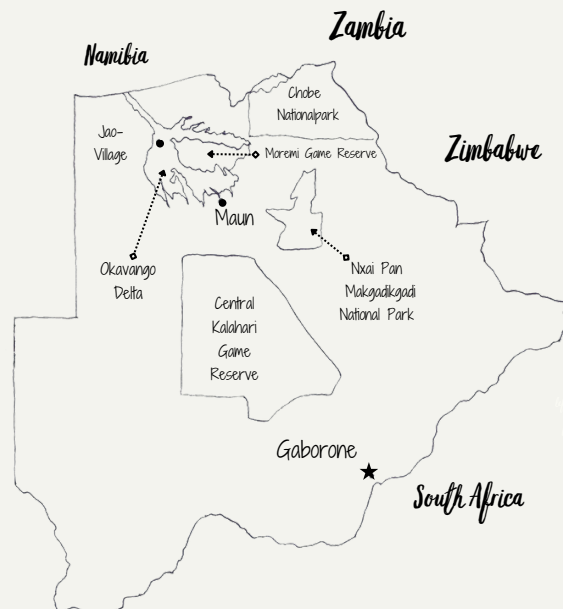 Zambia
Namibia
Chobe
Nationalpark
Jao-
Village
Moremi Game Reserve
Zimbabwe
Maun
Okavango
Delta
Nxai Pan
Makgadikgadi
National Park
Central
Kalahari
Game
Reserve
Gaborone
South Africa